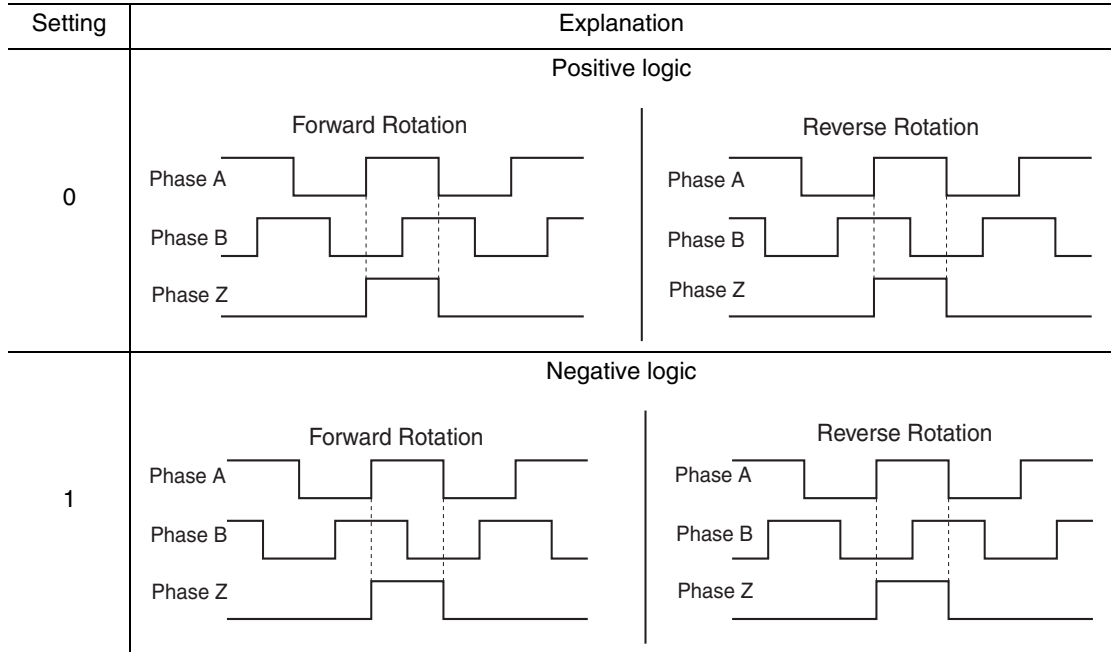 Setting Explanation
Positive logic
Forward Rotation Reverse Rotation
0
Phase A
Phase B
Phase Z
Phase A
Phase B
Phase Z
Negative logic
Forward Rotation Reverse Rotation
1
Phase A
Phase B
Phase Z
Phase A
Phase B
Phase Z